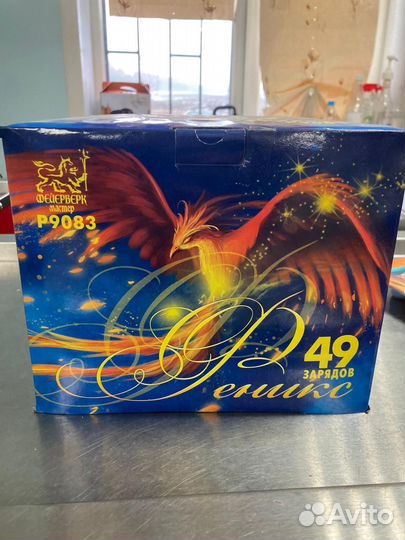 ФЕЙЕРВЕРК
мастер
Р9083
Феникс
49
ЗАРЯДОВ
Avito